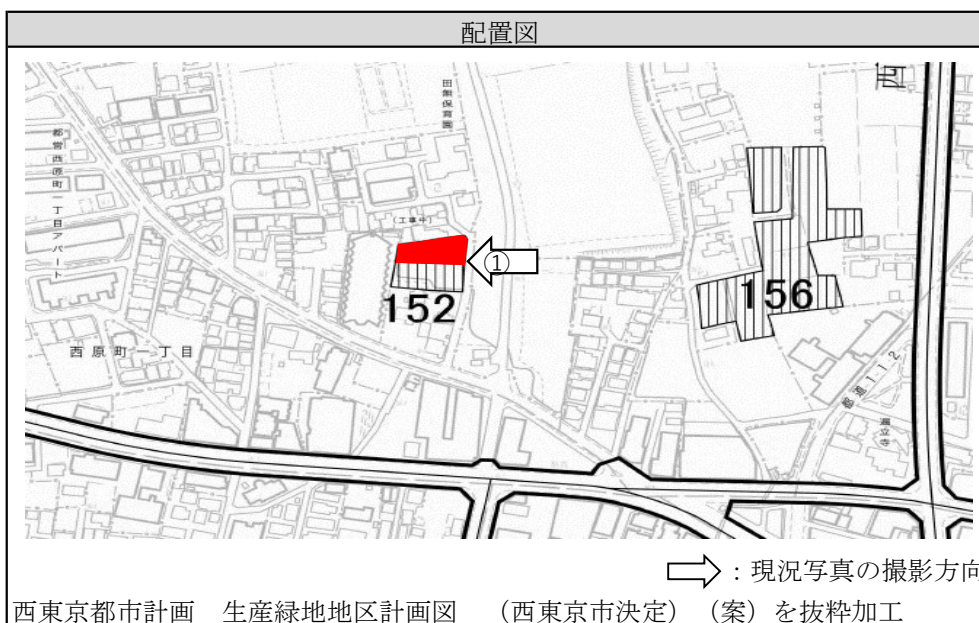 配置図
田無保育園
西
都営西原町一丁目アパート
(工事中)
①
152
156
西原町一丁目
都道112
: 現況写真の撮影方向
西東京都市計画 生産緑地地区計画図 (西東京市決定) (案) を抜粋加工